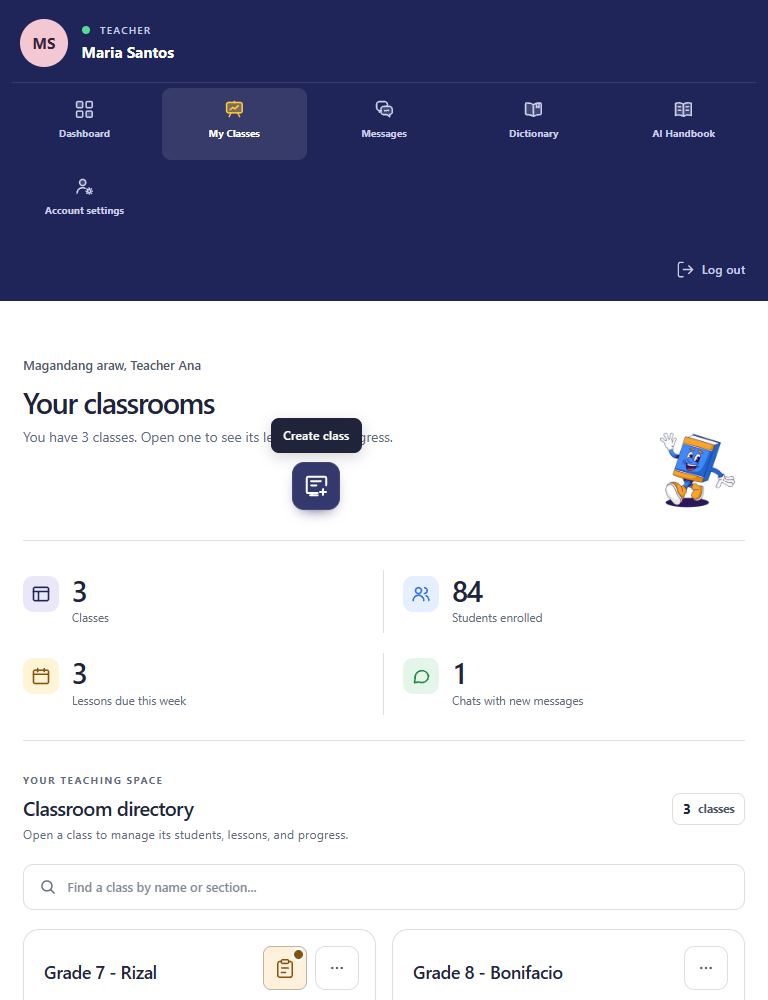 MS
TEACHER
Maria Santos
Dashboard
My Classes
Messages
Dictionary
AI Handbook
Account settings
Log out
Magandang araw, Teacher Ana
Your classrooms
Create class
You have 3 classes. Open one to see its gress.
3
Classes
84
Students enrolled
3
Lessons due this week
1
Chats with new messages
YOUR TEACHING SPACE
Classroom directory
3 classes
Open a class to manage its students, lessons, and progress.
Find a class by name or section...
Grade 7 - Rizal
Grade 8 - Bonifacio